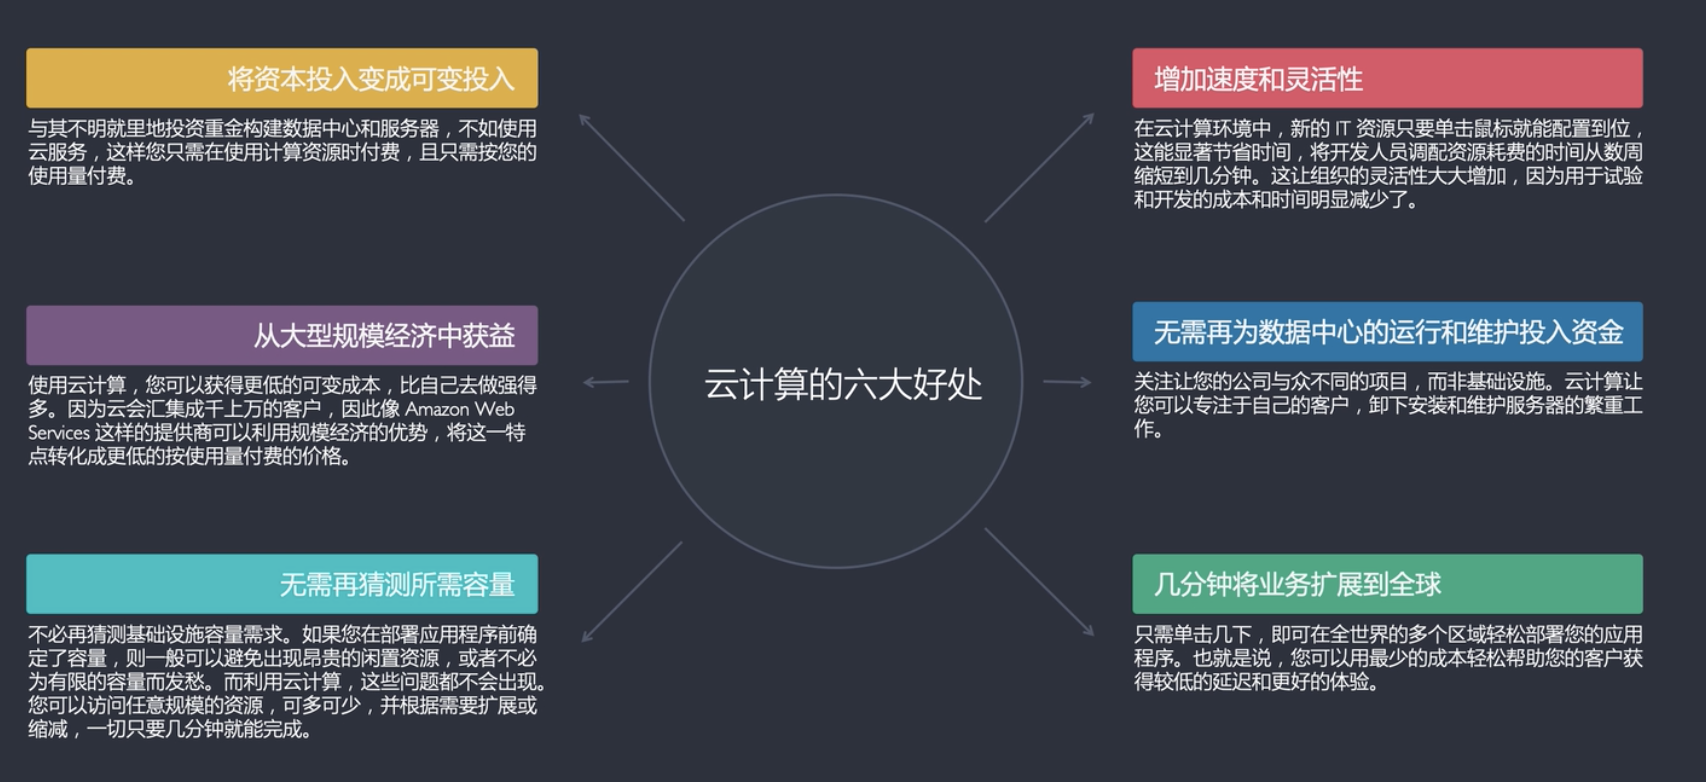 将资本投入变成可变投入
与其不明就里地投资重金构建数据中心和服务器，不如使用
云服务，这样您只需在使用计算资源时付费，且只需按您的
使用量付费。
从大型规模经济中获益
使用云计算，您可以获得更低的可变成本，比自己去做强得
多。因为云会汇集成千上万的客户，因此像 Amazon Web
Services 这样的提供商可以利用规模经济的优势，将这一特
点转化成更低的按使用量付费的价格。
无需再猜测所需容量
不必再猜测基础设施容量需求。如果您在部署应用程序前确
定了容量，则一般可以避免出现昂贵的闲置资源，或者不必
为有限的容量而发愁。而利用云计算，这些问题都不会出现。
您可以访问任意规模的资源，可多可少，并根据需要扩展或
缩减，一切只要几分钟就能完成。
云计算的六大好处
增加速度和灵活性
在云计算环境中，新的 IT 资源只要单击鼠标就能配置到位，
这能显著节省时间，将开发人员调配资源耗费的时间从数周
缩短到几分钟。这让组织的灵活性大大增加，因为用于试验
和开发的成本和时间明显减少了。
无需再为数据中心的运行和维护投入资金
关注让您的公司与众不同的项目，而非基础设施。云计算让
您可以专注于自己的客户，卸下安装和维护服务器的繁重工
作。
几分钟将业务扩展到全球
只需单击几下，即可在全世界的多个区域轻松部署您的应用
程序。也就是说，您可以用最少的成本轻松帮助您的客户获
得较低的延迟和更好的体验。